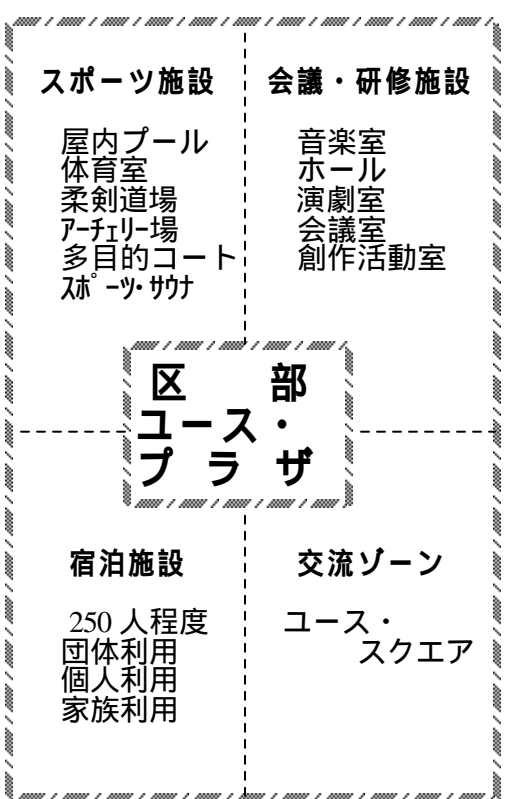 スポーツ施設
屋内プール
体育室
柔剣道場
ｱｰﾁｪﾘｰ場
多目的コート
ｽﾎﾟｰﾂ･ｻｳﾅ
会議・研修施設
音楽室
ホール
演劇室
会議室
創作活動室
区　部
ユース・
プラザ
宿泊施設
250人程度
団体利用
個人利用
家族利用
交流ゾーン
ユース・
スクエア